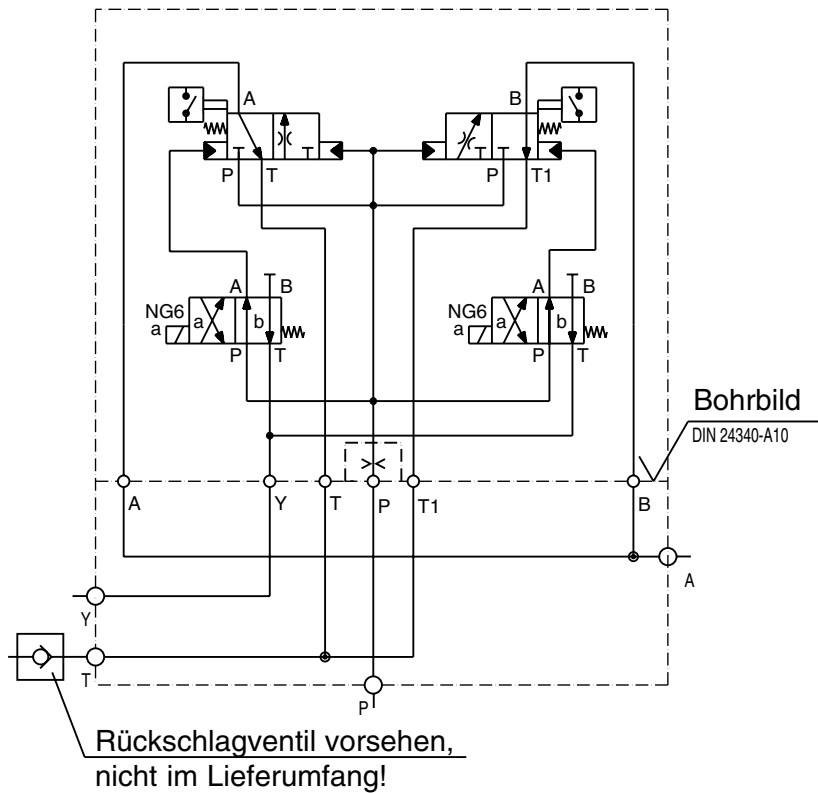 A
B
P T
P T1
A B
NG6
a a b
P T
A B
NG6
a a b
P T
Bohrbild
DIN 24340-A10
A Y T P T1 B
A
Y
T
P
Rückschlagventil vorsehen,
nicht im Lieferumfang!